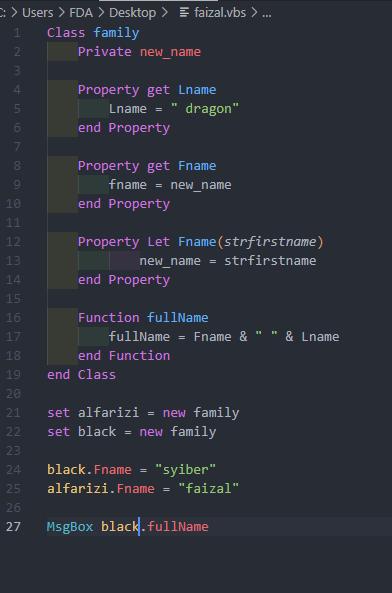 C: > Users > FDA > Desktop > faizal.vbs > ...
1 Class family
2 Private new_name
3
4 Property get Lname
5 Lname = " dragon"
6 end Property
7
8 Property get Fname
9 fname = new_name
10 end Property
11
12 Property Let Fname(strfirstname)
13 new_name = strfirstname
14 end Property
15
16 Function fullName
17 fullName = Fname & " " & Lname
18 end Function
19 end Class
20
21 set alfarizi = new family
22 set black = new family
23
24 black.Fname = "syiber"
25 alfarizi.Fname = "faizal"
26
27 MsgBox black.fullName